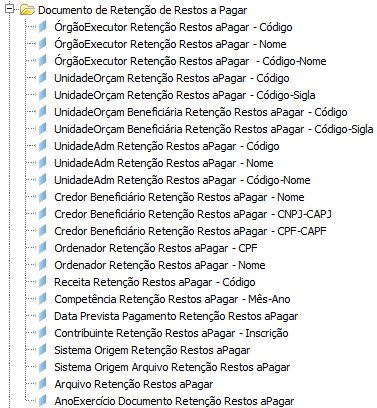 Documento de Retenção de Restos a Pagar
ÓrgãoExecutor Retenção Restos aPagar - Código
ÓrgãoExecutor Retenção Restos aPagar - Nome
ÓrgãoExecutor Retenção Restos aPagar - Código-Nome
UnidadeOrçam Retenção Restos aPagar - Código
UnidadeOrçam Retenção Restos aPagar - Código-Sigla
UnidadeOrçam Beneficiária Retenção Restos aPagar - Código
UnidadeOrçam Beneficiária Retenção Restos aPagar - Código-Sigla
UnidadeAdm Retenção Restos aPagar - Código
UnidadeAdm Retenção Restos aPagar - Nome
UnidadeAdm Retenção Restos aPagar - Código-Nome
Credor Beneficiário Retenção Restos aPagar - Nome
Credor Beneficiário Retenção Restos aPagar - CNPJ-CAPJ
Credor Beneficiário Retenção Restos aPagar - CPF-CAPF
Ordenador Retenção Restos aPagar - CPF
Ordenador Retenção Restos aPagar - Nome
Receita Retenção Restos aPagar - Código
Competência Retenção Restos aPagar - Mês-Ano
Data Prevista Pagamento Retenção Restos aPagar
Contribuinte Retenção Restos aPagar - Inscrição
Sistema Origem Retenção Restos aPagar
Sistema Origem Arquivo Retenção Restos aPagar
Arquivo Retenção Restos aPagar
AnoExercício Documento Retenção Restos aPagar